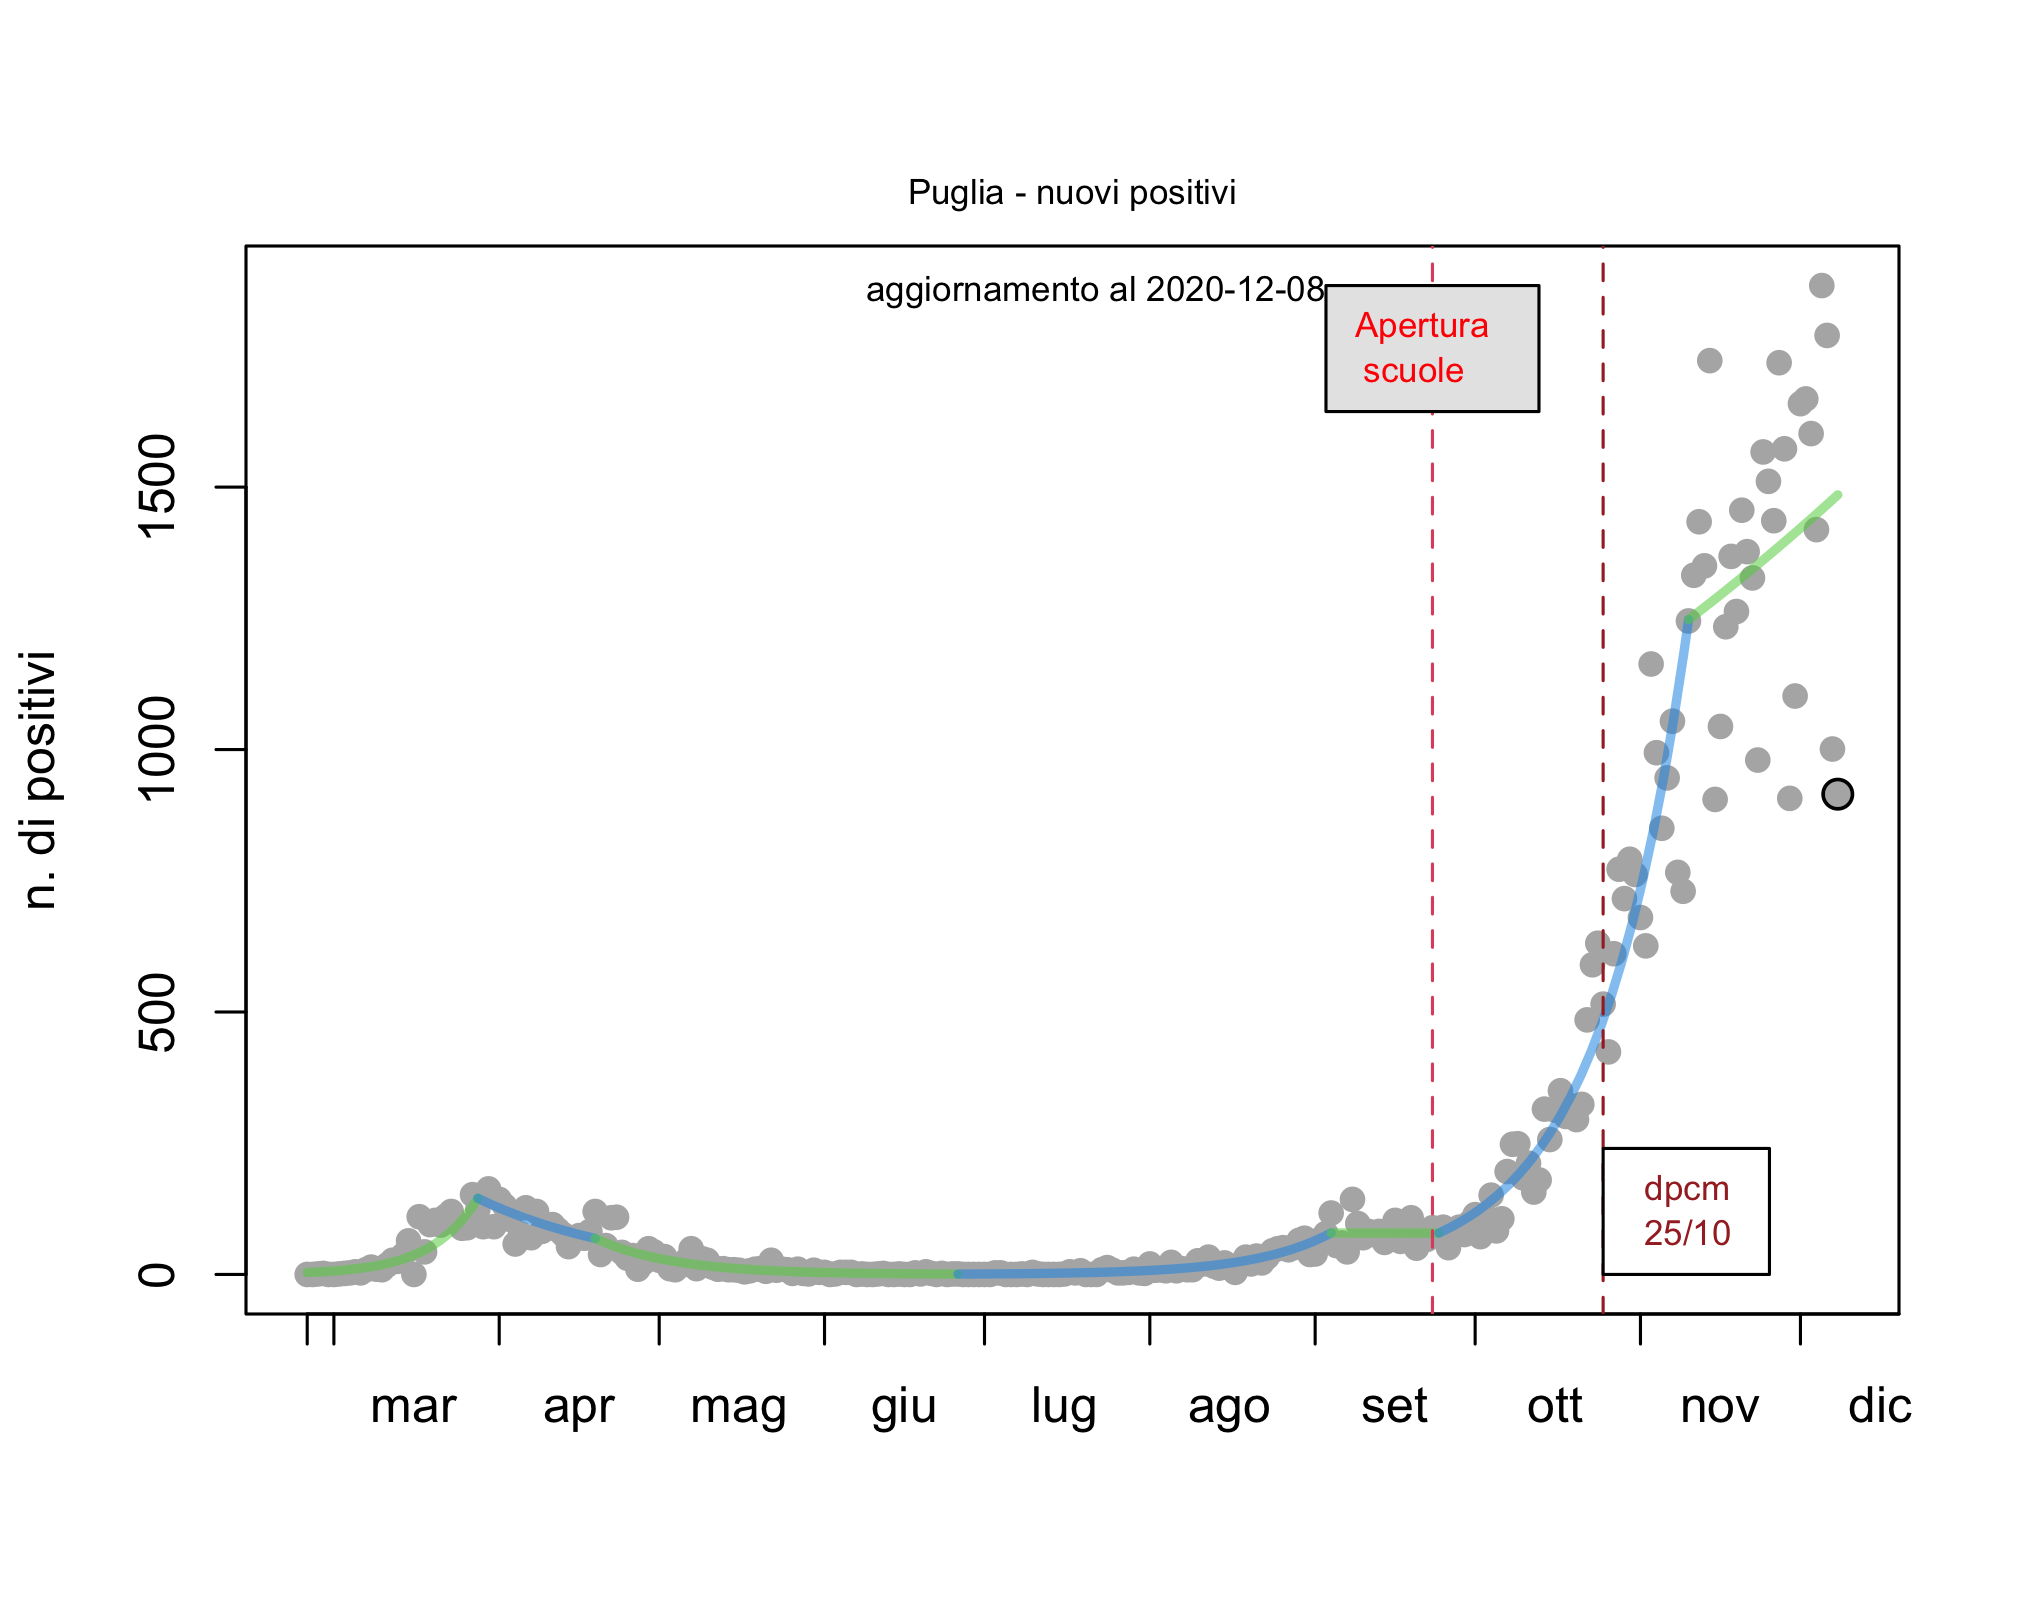 Puglia - nuovi positivi
aggiornamento al 2020-12-08
Apertura
scuole
n. di positivi
1500
1000
500
0
dpcm
25/10
mar apr mag giu lug ago set ott nov dic